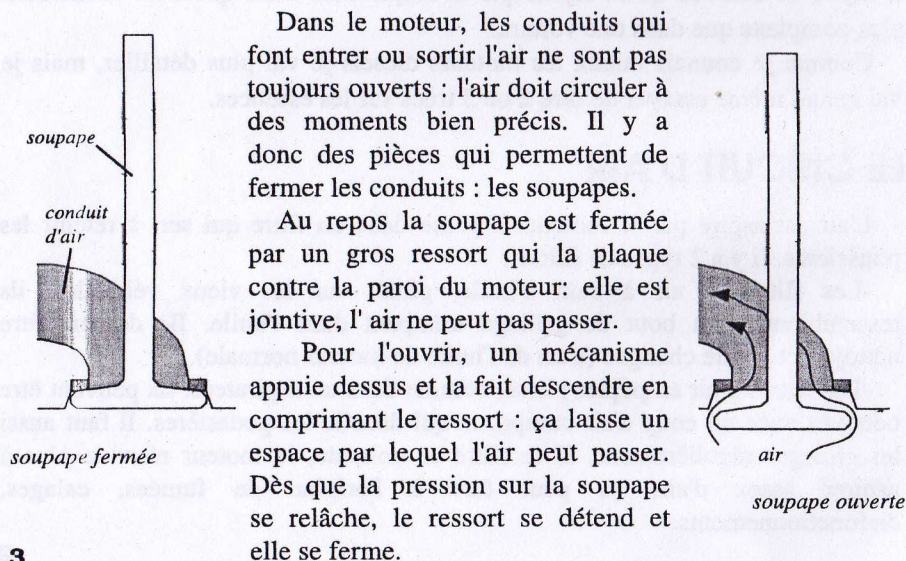 Dans le moteur, les conduits qui
font entrer ou sortir l'air ne sont pas
toujours ouverts : l'air doit circuler à
des moments bien précis. Il y a
donc des pièces qui permettent de
fermer les conduits : les soupapes.
Au repos la soupape est fermée
par un gros ressort qui la plaque
contre la paroi du moteur; elle est
jointive, l' air ne peut pas passer.
Pour l'ouvrir un mécanisme
appuie dessus et la fait descendre en
comprimant le ressort ; ça laisse un
espace par lequel l'air peut passer.
Dès que la pression sur la soupape
se relâche, le ressort se détend et
elle se ferme.
soupape
conduit
d'air
soupape fermée
air
soupape ouverte
3